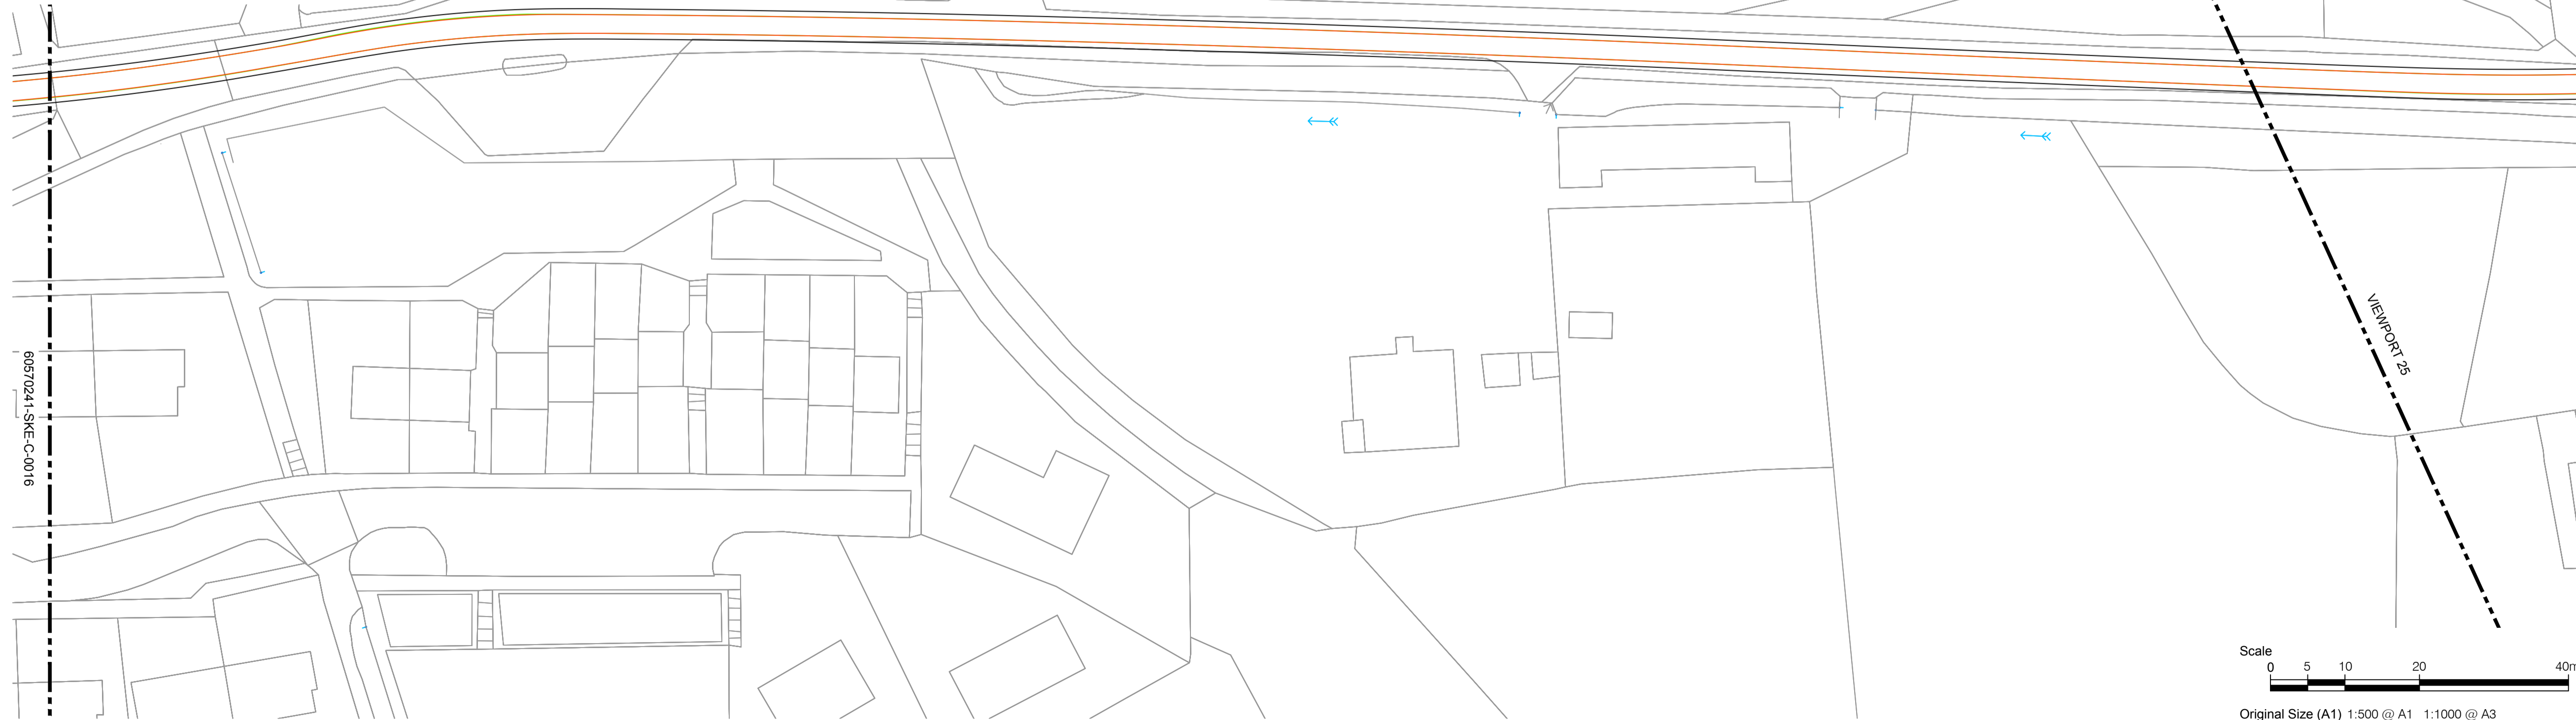 60570241-SKE-C-0016
VIEWPORT 25
Scale
0 5 10 20 40m
Original Size (A1) 1:500 @ A1 1:1000 @ A3